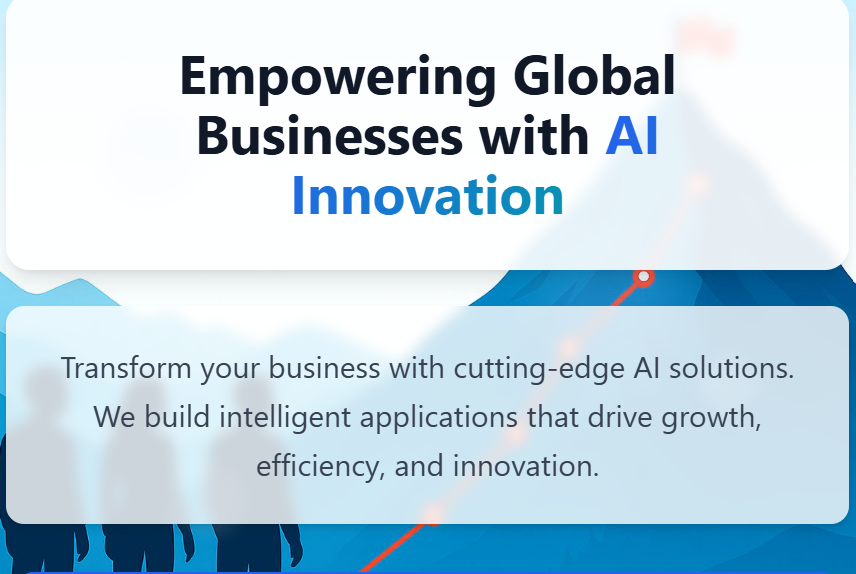 Empowering Global
Businesses with AI
Innovation
Transform your business with cutting-edge AI solutions.
We build intelligent applications that drive growth,
efficiency, and innovation.